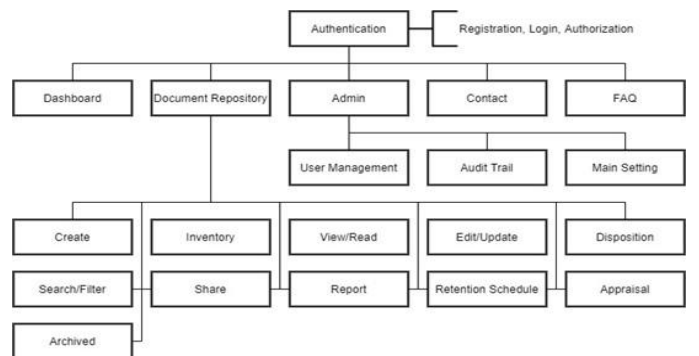 Authentication
Registration, Login, Authorization
Dashboard
Document Repository
Admin
Contact
FAQ
User Management
Audit Trail
Main Setting
Create
Inventory
View/Read
Edit/Update
Disposition
Search/Filter
Share
Report
Retention Schedule
Appraisal
Archived